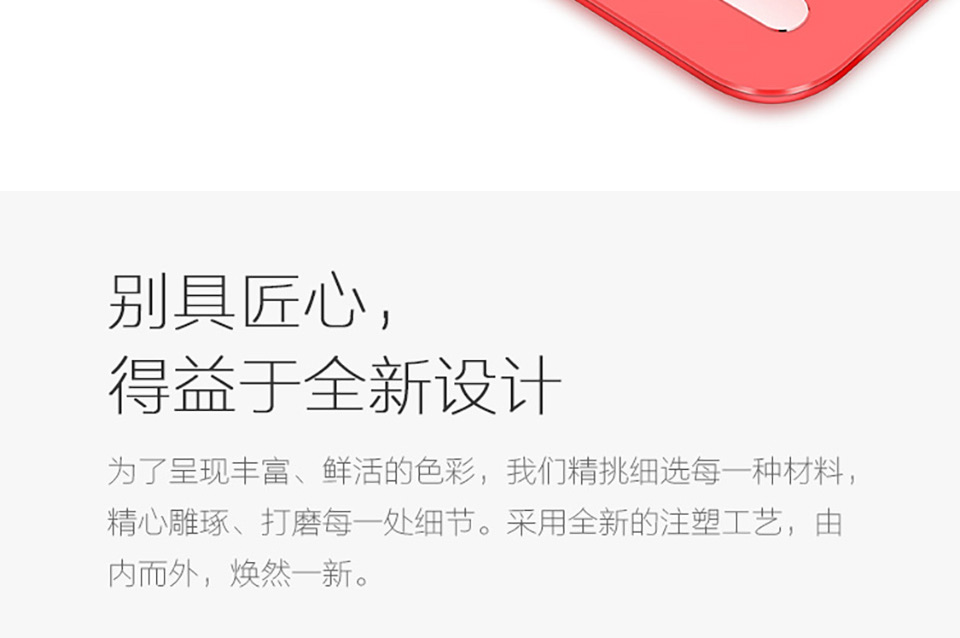 别具匠心，
得益于全新设计
为了呈现丰富、鲜活的色彩，我们精挑细选每一种材料，
精心雕琢、打磨每一处细节。采用全新的注塑工艺，由
内而外，焕然一新。